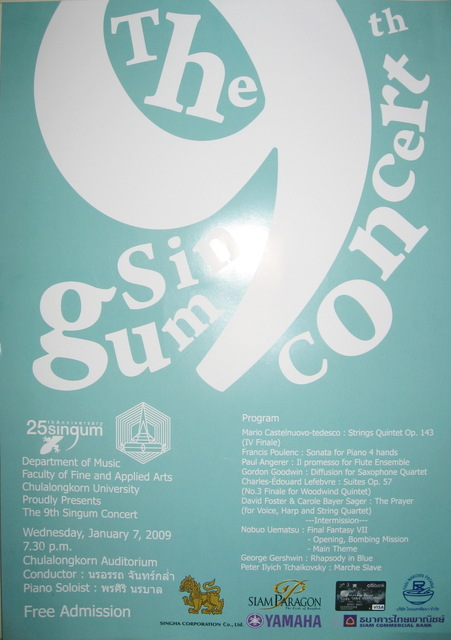 The
9
th
Singum
concert
25th Anniversary
singum
Department of Music
Faculty of Fine and Applied Arts
Chulalongkorn University
Proudly Presents
The 9th Singum Concert
Wednesday, January 7, 2009
7.30 p.m.
Chulalongkorn Auditorium
Conductor : นรอรรถ จันทร์กล่ำ
Piano Soloist : พรศิริ นรบาล
Free Admission
Program
Mario Castelnuovo-tedesco : Strings Quintet Op. 143
(IV Finale)
Francis Poulenc : Sonata for Piano 4 hands
Paul Angerer : Il promesso for Flute Ensemble
Gordon Goodwin : Diffusion for Saxophone Quartet
Charles-Édouard Lefebvre : Suites Op. 57
(No.3 Finale for Woodwind Quintet)
David Foster & Carole Bayer Sager : The Prayer
(for Voice, Harp and String Quartet)
---Intermission---
Nobuo Uematsu : Final Fantasy VII
- Opening, Bombing Mission
- Main Theme
George Gershwin : Rhapsody in Blue
Peter Ilyich Tchaikovsky : Marche Slave
SINGHA CORPORATION Co., Ltd.
SIAM PARAGON
YAMAHA
citibank
VISA
ธนาคารไทยพาณิชย์
SIAM COMMERCIAL BANK